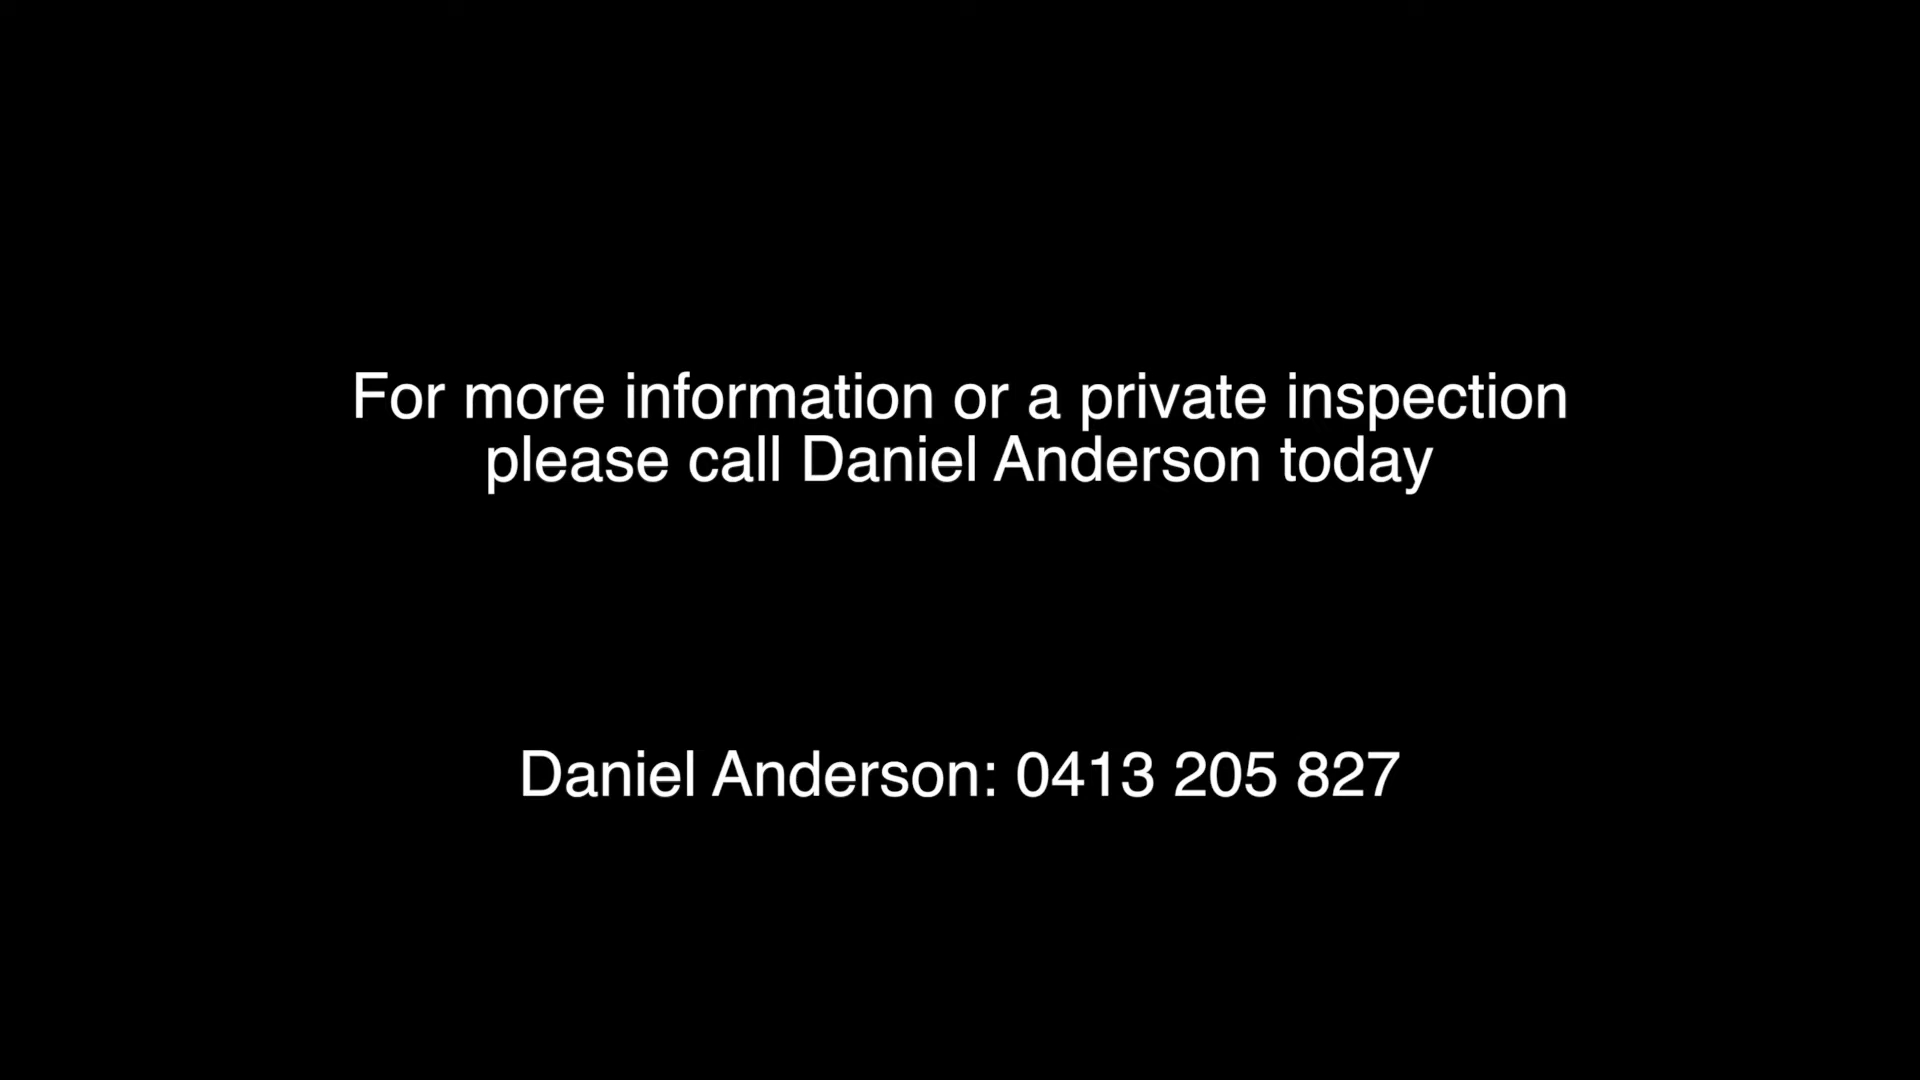 For more information or a private inspection
please call Daniel Anderson today
Daniel Anderson: 0413 205 827